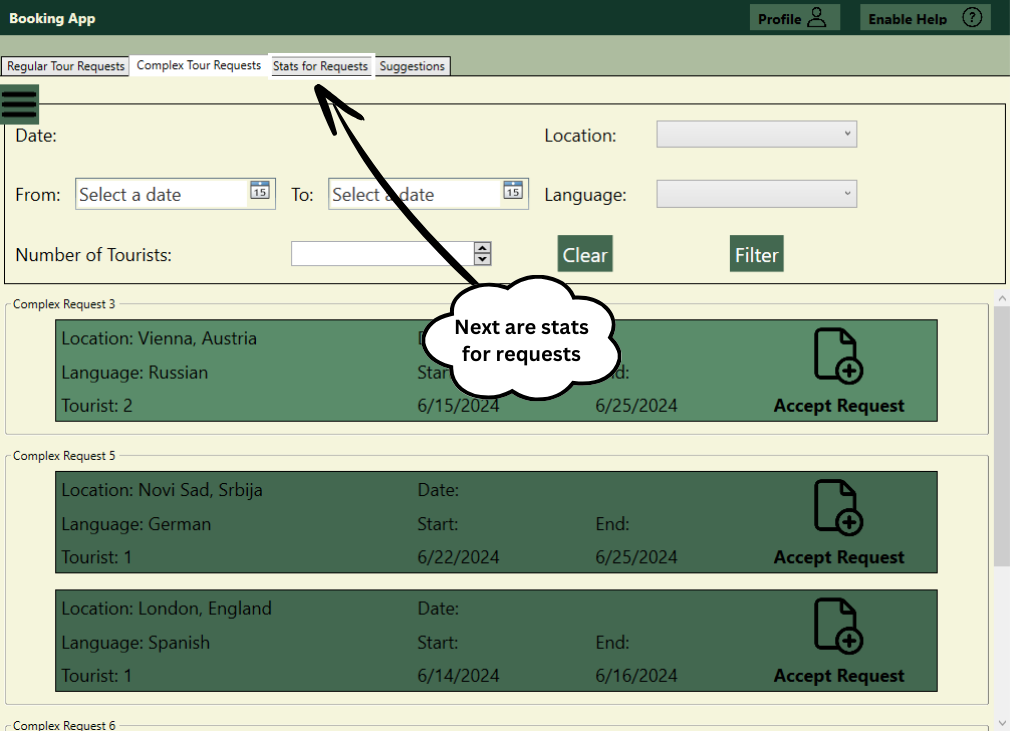 Booking App
Profile
Enable Help
Regular Tour Requests
Complex Tour Requests
Stats for Requests
Suggestions
Date:
Location:
From:
Select a date
15
To:
Select a date
15
Language:
Number of Tourists:
Clear
Filter
Next are stats
for requests
Complex Request 3
Location: Vienna, Austria
Language: Russian
Tourist: 2
6/15/2024
6/25/2024
Accept Request
Complex Request 5
Location: Novi Sad, Srbija
Date:
Language: German
Start:
End:
Tourist: 1
6/22/2024
6/25/2024
Accept Request
Location: London, England
Date:
Language: Spanish
Start:
End:
Tourist: 1
6/14/2024
6/16/2024
Accept Request
Complex Request 6